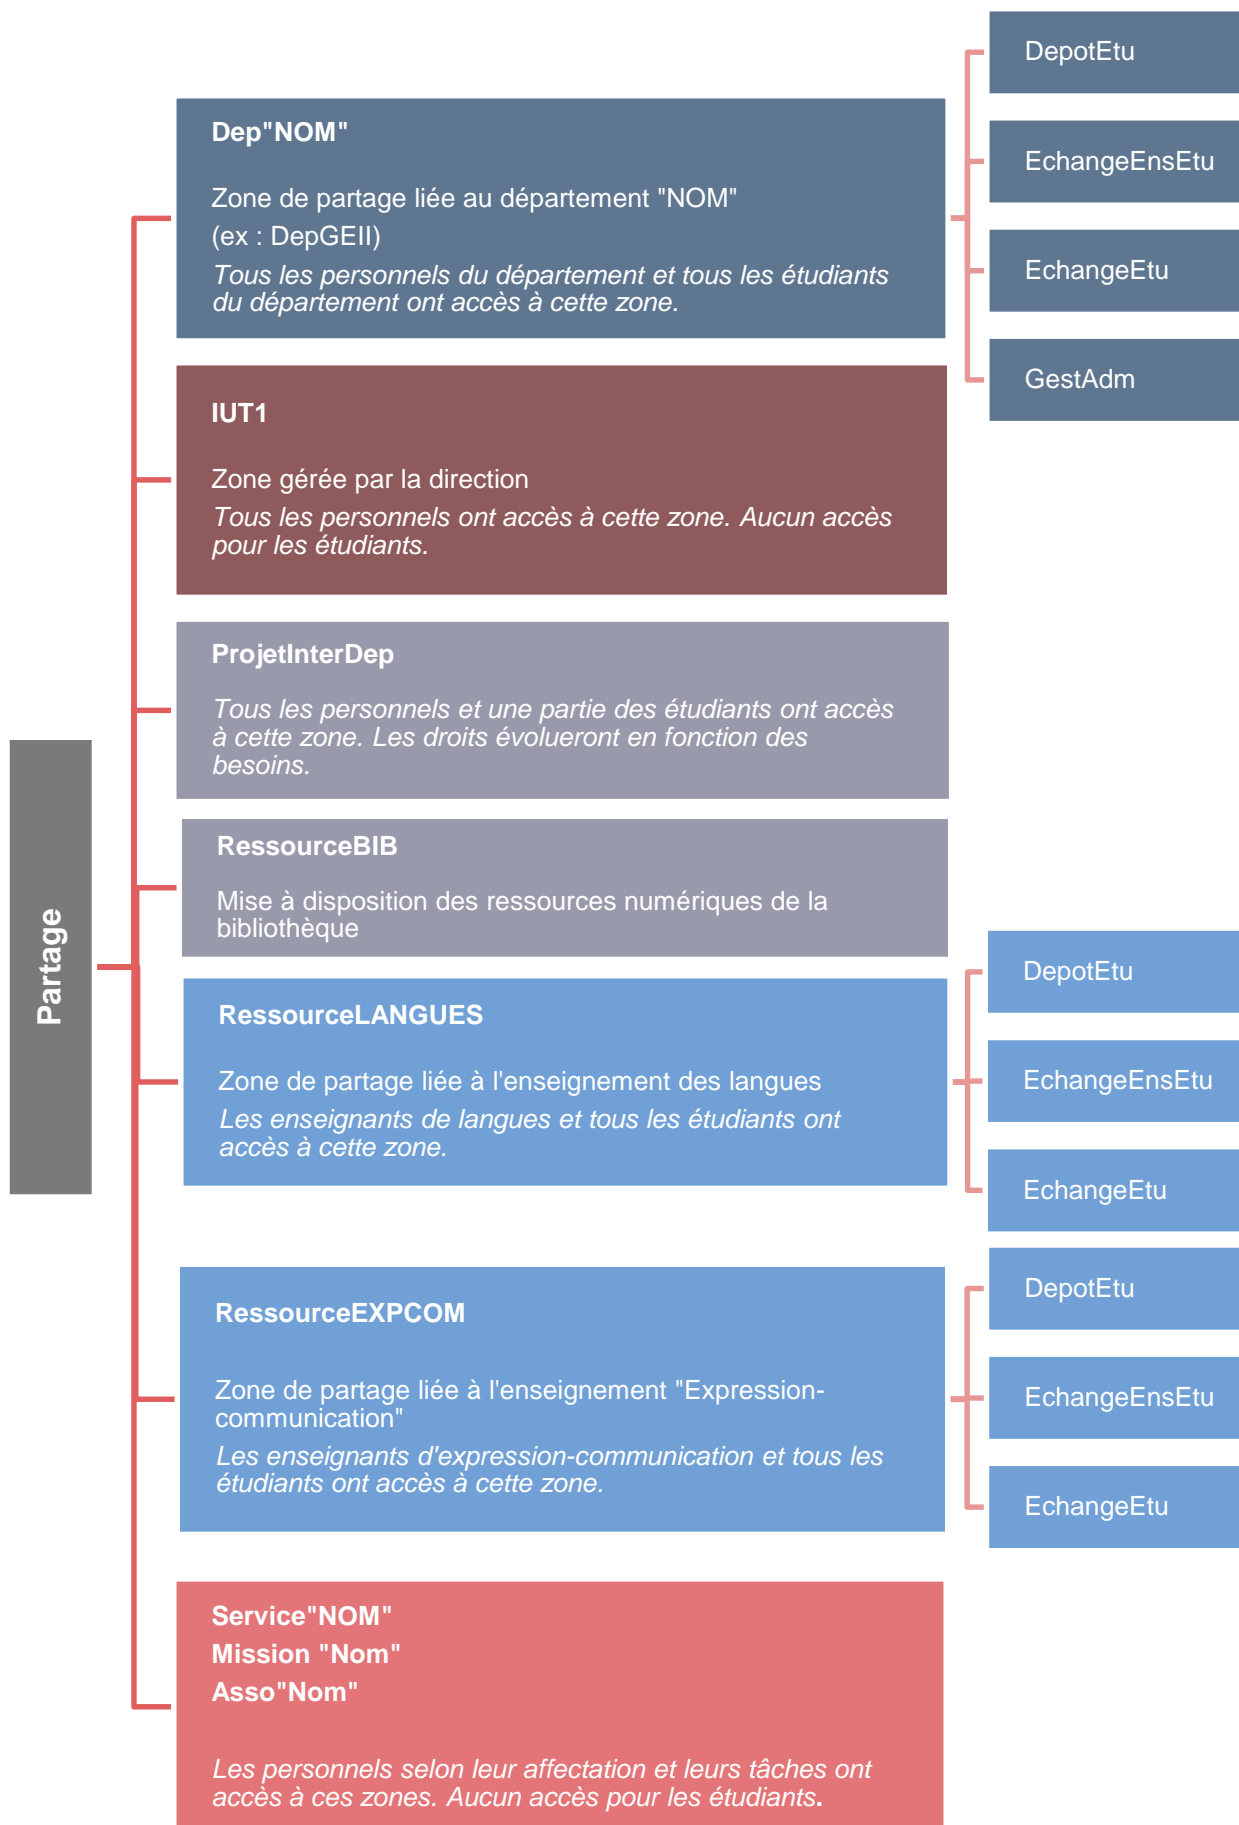 Partage
Dep"NOM"
Zone de partage liée au département "NOM"
(ex : DepGEII)
Tous les personnels du département et tous les étudiants
du département ont accès à cette zone.
DepotEtu
EchangeEnsEtu
EchangeEtu
GestAdm
IUT1
Zone gérée par la direction
Tous les personnels ont accès à cette zone. Aucun accès
pour les étudiants.
ProjetInterDep
Tous les personnels et une partie des étudiants ont accès
à cette zone. Les droits évolueront en fonction des
besoins.
RessourceBIB
Mise à disposition des ressources numériques de la
bibliothèque
RessourceLANGUES
Zone de partage liée à l'enseignement des langues
Les enseignants de langues et tous les étudiants ont
accès à cette zone.
DepotEtu
EchangeEnsEtu
EchangeEtu
RessourceEXPCOM
Zone de partage liée à l'enseignement "Expression-
communication"
Les enseignants d'expression-communication et tous les
étudiants ont accès à cette zone.
DepotEtu
EchangeEnsEtu
EchangeEtu
Service"NOM"
Mission "Nom"
Asso"Nom"
Les personnels selon leur affectation et leurs tâches ont
accès à ces zones. Aucun accès pour les étudiants.